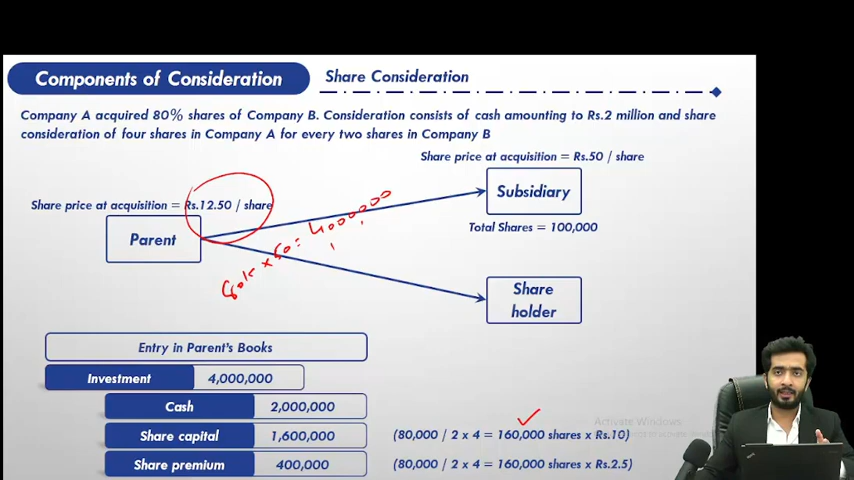 Components of Consideration
Share Consideration
Company A acquired 80% shares of Company B. Consideration consists of cash amounting to Rs.2 million and share
consideration of four shares in Company A for every two shares in Company B
Share price at acquisition = Rs.50 / share
Share price at acquisition = Rs.12.50 / share
Subsidiary
Parent
Total Shares = 100,000
80k x 50 = 4000000
Share
holder
Entry in Parent's Books
Investment 4,000,000
Cash 2,000,000
Activate Windows
Share capital 1,600,000 (80,000 / 2 x 4 = 160,000 shares x Rs.10)
Share premium 400,000 (80,000 / 2 x 4 = 160,000 shares x Rs.2.5)